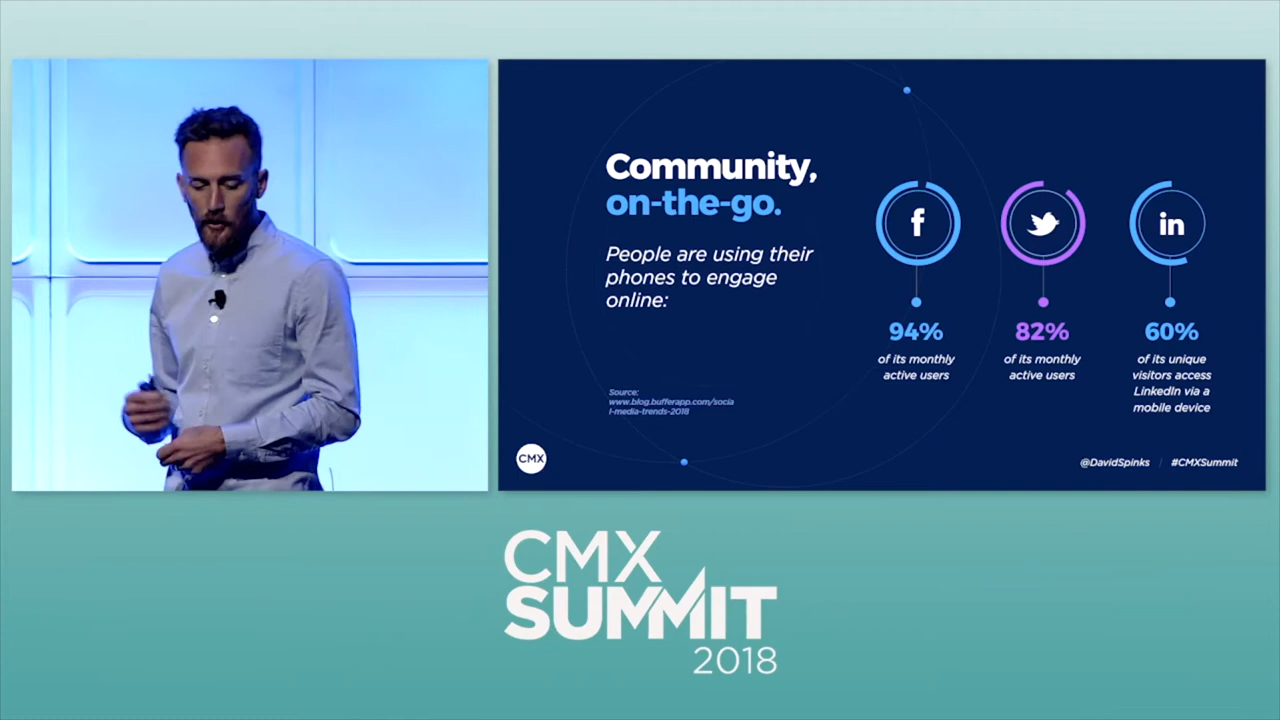 Community,
on-the-go.
People are using their
phones to engage
online:
Source:
www.blog.bufferapp.com/socia
l-media-trends-2018
f
in
94%
of its monthly
active users
82%
of its monthly
active users
60%
of its unique
visitors access
LinkedIn via a
mobile device
CMX
@DavidSpinks | #CMXSummit
CMX
SUMMIT
2018